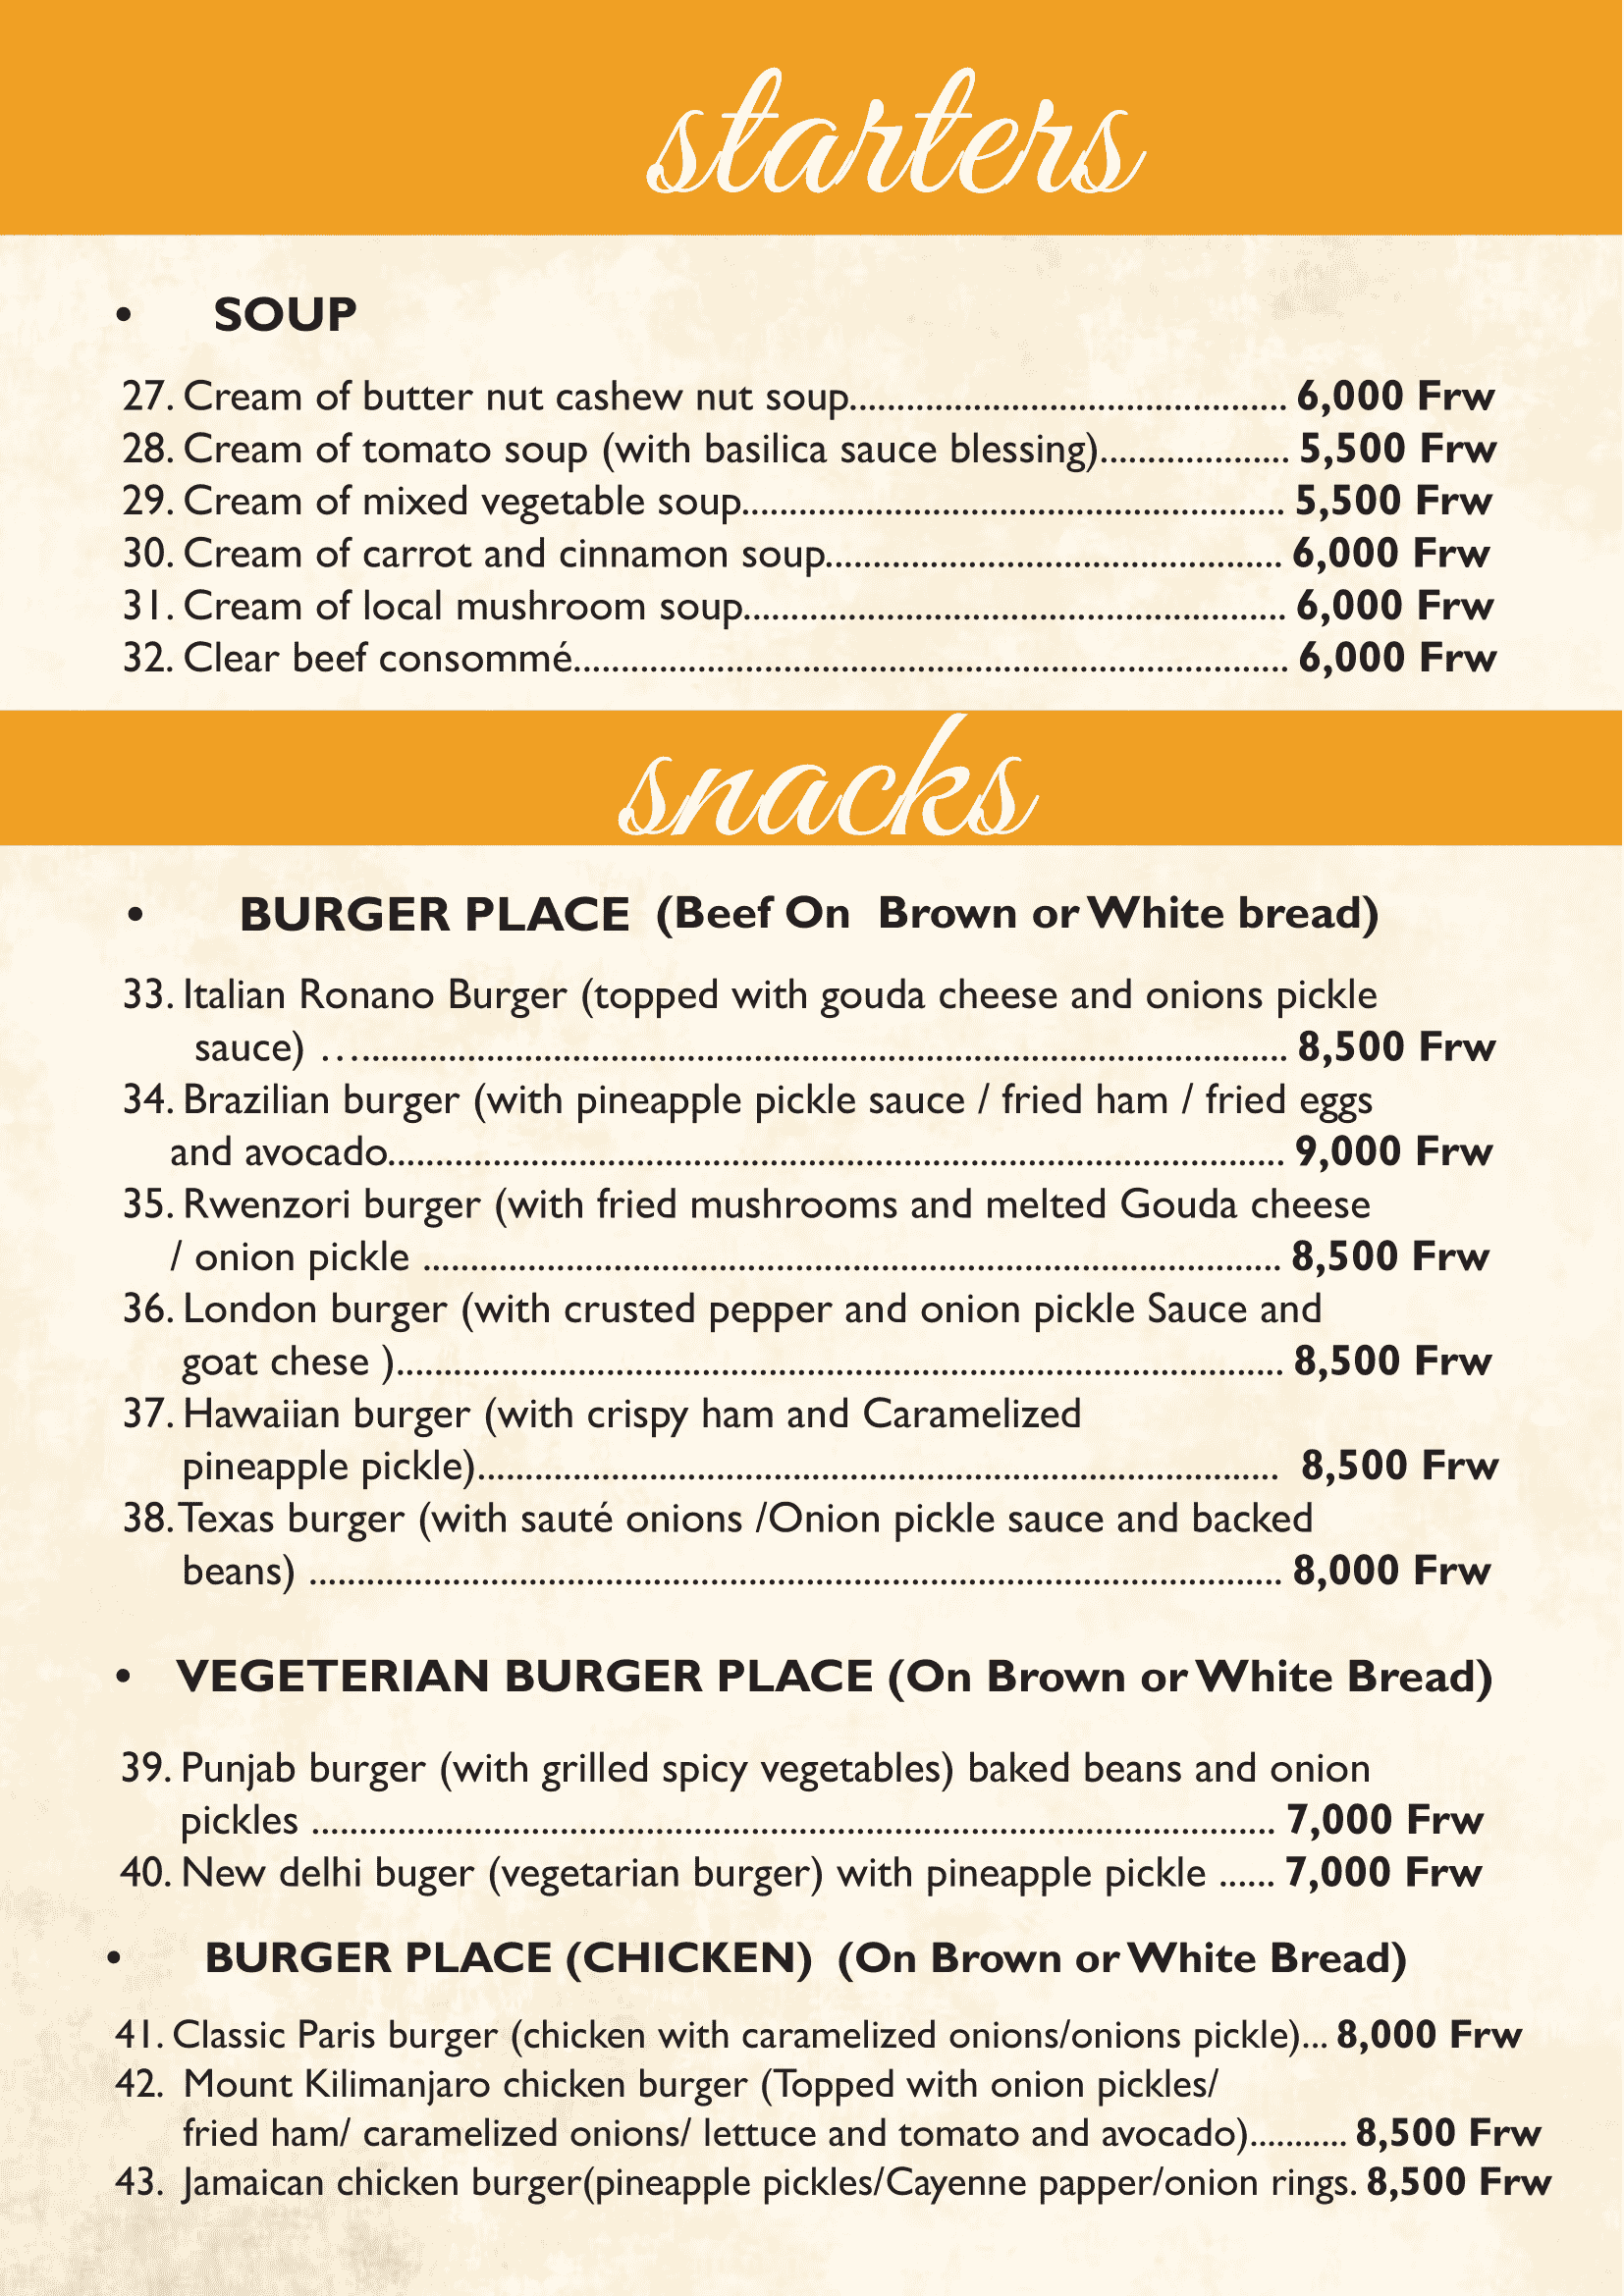 starters
• SOUP
27. Cream of butter nut cashew nut soup.............................................. 6,000 Frw
28. Cream of tomato soup (with basilica sauce blessing).................... 5,500 Frw
29. Cream of mixed vegetable soup......................................................... 5,500 Frw
30. Cream of carrot and cinnamon soup................................................ 6,000 Frw
31. Cream of local mushroom soup......................................................... 6,000 Frw
32. Clear beef consommé........................................................................... 6,000 Frw
snacks
• BURGER PLACE (Beef On Brown or White bread)
33. Italian Ronano Burger (topped with gouda cheese and onions pickle
sauce) ….................................................................................................. 8,500 Frw
34. Brazilian burger (with pineapple pickle sauce / fried ham / fried eggs
and avocado.............................................................................................. 9,000 Frw
35. Rwenzori burger (with fried mushrooms and melted Gouda cheese
/ onion pickle .......................................................................................... 8,500 Frw
36. London burger (with crusted pepper and onion pickle Sauce and
goat chese )............................................................................................. 8,500 Frw
37. Hawaiian burger (with crispy ham and Caramelized
pineapple pickle).................................................................................... 8,500 Frw
38. Texas burger (with sauté onions /Onion pickle sauce and backed
beans) ...................................................................................................... 8,000 Frw
• VEGETERIAN BURGER PLACE (On Brown or White Bread)
39. Punjab burger (with grilled spicy vegetables) baked beans and onion
pickles ..................................................................................................... 7,000 Frw
40. New delhi buger (vegetarian burger) with pineapple pickle ...... 7,000 Frw
• BURGER PLACE (CHICKEN) (On Brown or White Bread)
41. Classic Paris burger (chicken with caramelized onions/onions pickle)... 8,000 Frw
42. Mount Kilimanjaro chicken burger (Topped with onion pickles/
fried ham/ caramelized onions/ lettuce and tomato and avocado)........... 8,500 Frw
43. Jamaican chicken burger(pineapple pickles/Cayenne papper/onion rings. 8,500 Frw